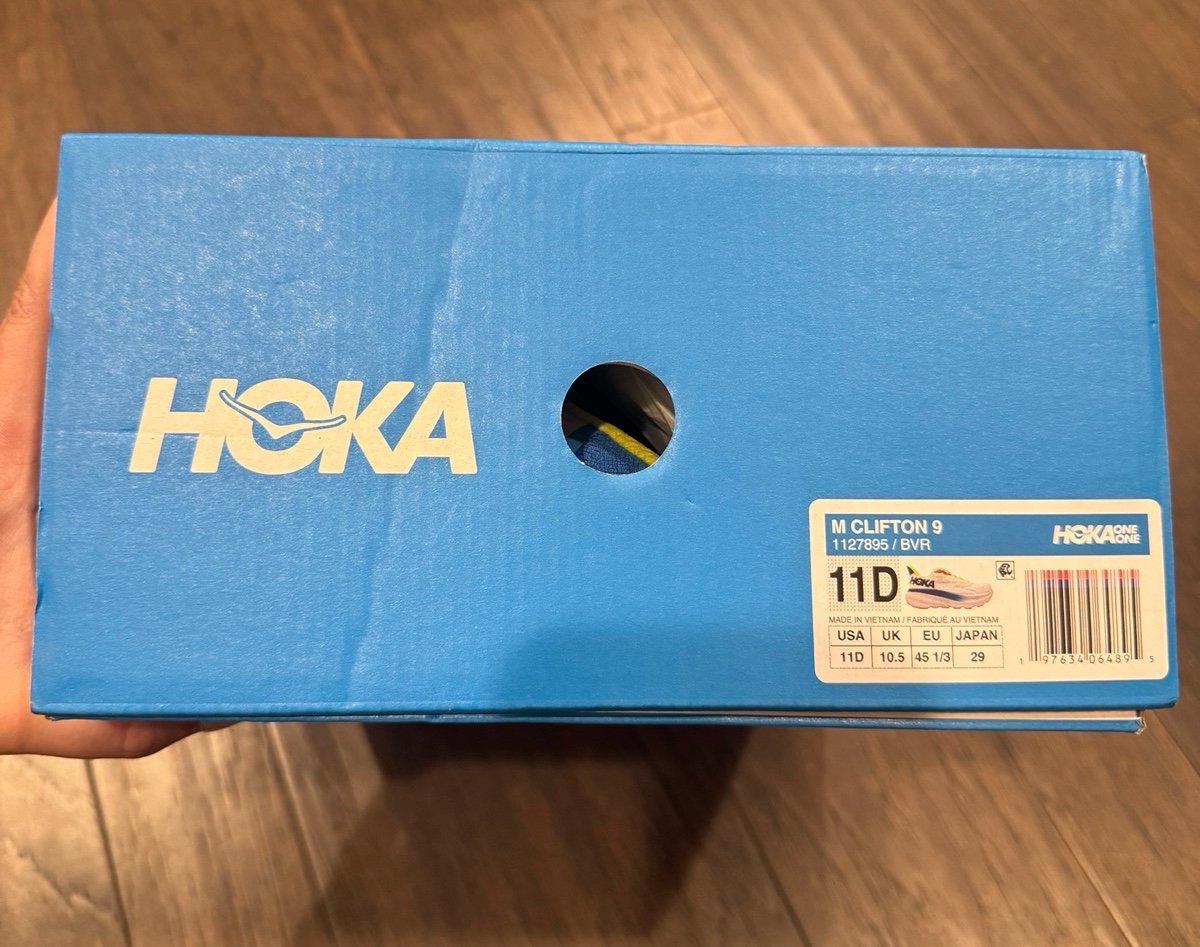 HOKA
M CLIFTON 9
1127895 / BVR
HOKA ONE ONE
11D
HOKA
MADE IN VIETNAM / FABRIQUÉ AU VIETNAM
USA UK EU JAPAN
11D 10.5 45 1/3 29
1 97634 06489 5